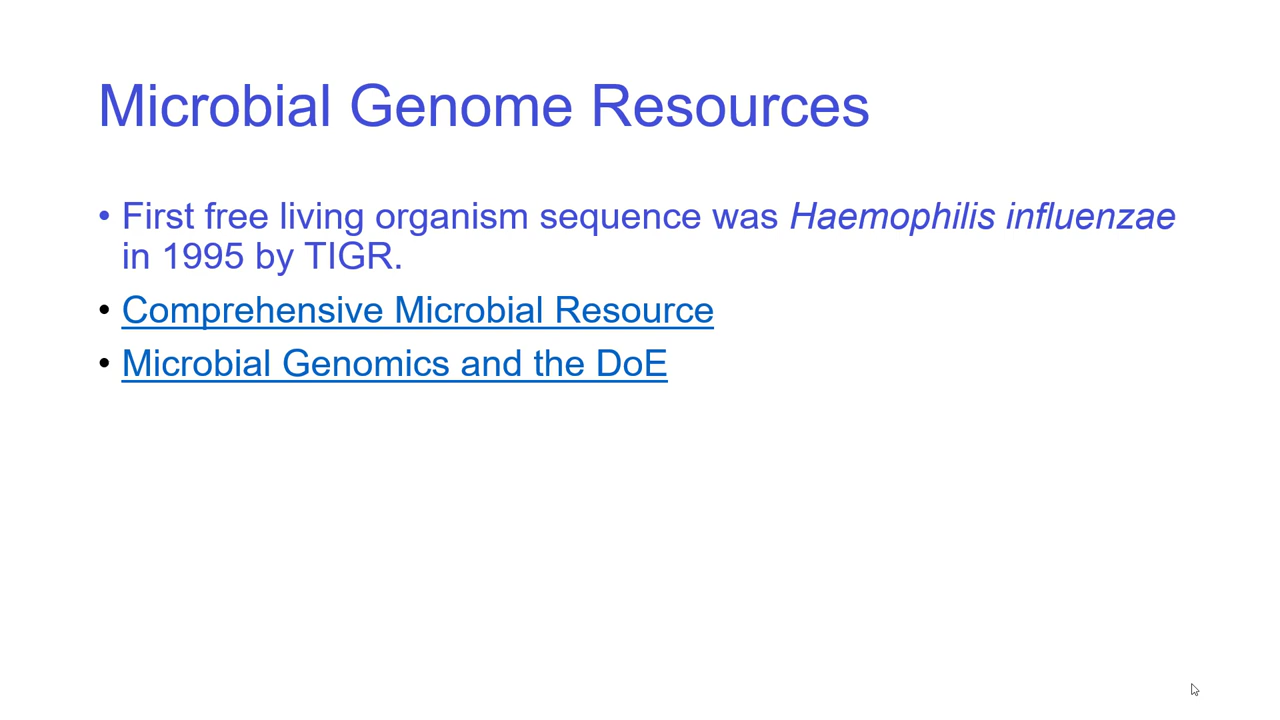 Microbial Genome Resources
• First free living organism sequence was Haemophilis influenzae
in 1995 by TIGR.
• Comprehensive Microbial Resource
• Microbial Genomics and the DoE